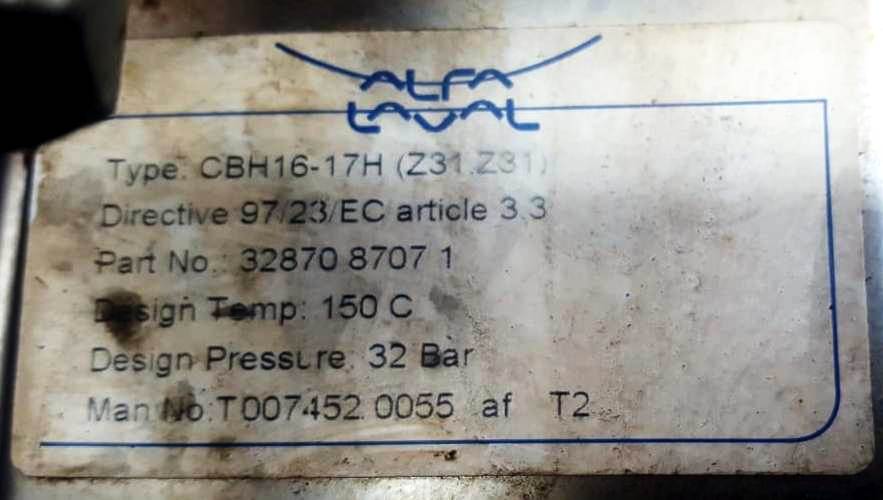 ALFA
LAVAL
Type: CBH16-17H (Z31.Z31)
Directive 97/23/EC article 3.3
Part No.: 32870 8707 1
Design Temp: 150 C
Design Pressure: 32 Bar
Man No:T007452.0055 af T2